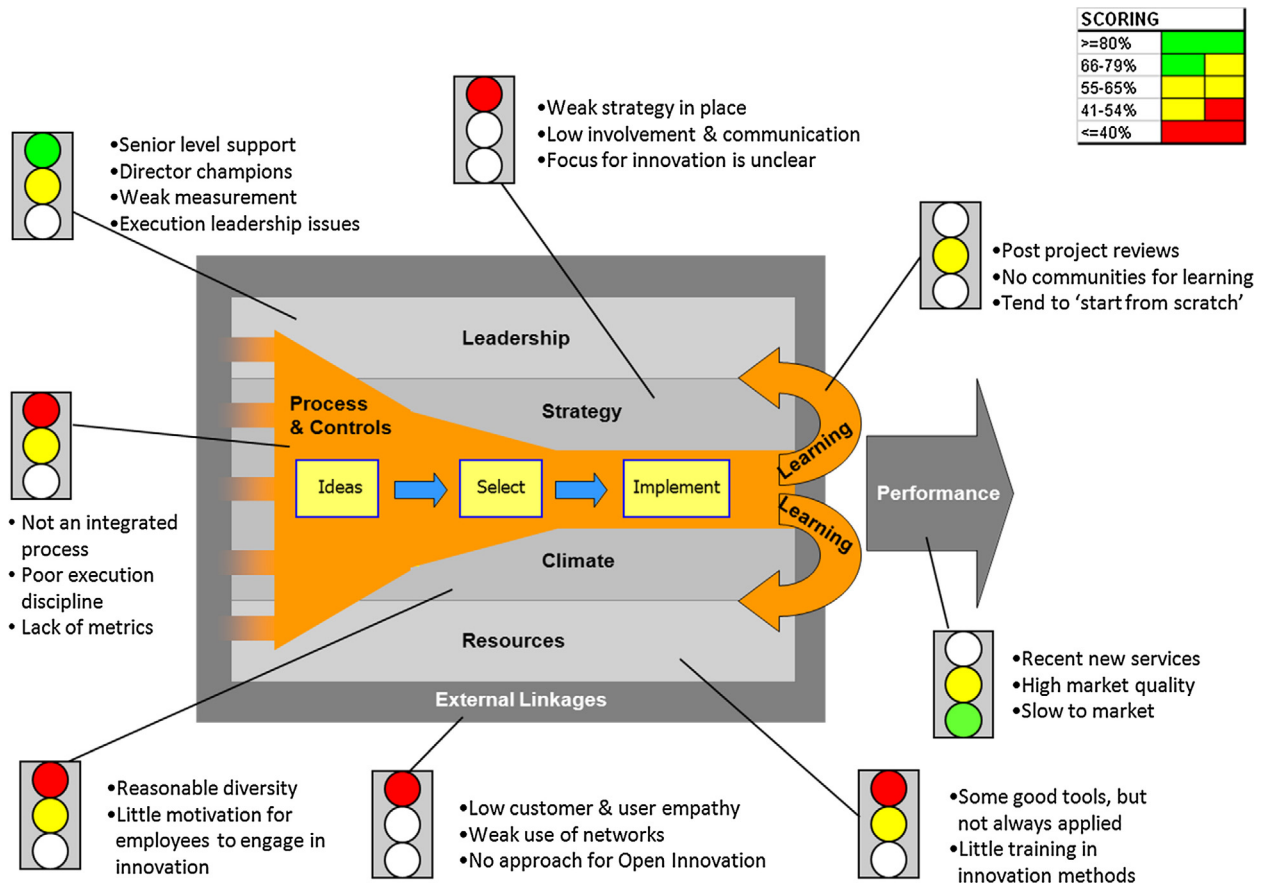 SCORING
>=80%
66-79%
55-65%
41-54%
<=40%
•Weak strategy in place
•Low involvement & communication
•Focus for innovation is unclear
•Senior level support
•Director champions
•Weak measurement
•Execution leadership issues
•Post project reviews
•No communities for learning
•Tend to ‘start from scratch’
Leadership
Strategy
Process
& Controls
Ideas
Select
Implement
Learning
Learning
Performance
Climate
Resources
External Linkages
• Not an integrated
process
• Poor execution
discipline
• Lack of metrics
•Recent new services
•High market quality
•Slow to market
•Reasonable diversity
•Little motivation for
employees to engage in
innovation
•Low customer & user empathy
•Weak use of networks
•No approach for Open Innovation
•Some good tools, but
not always applied
•Little training in
innovation methods